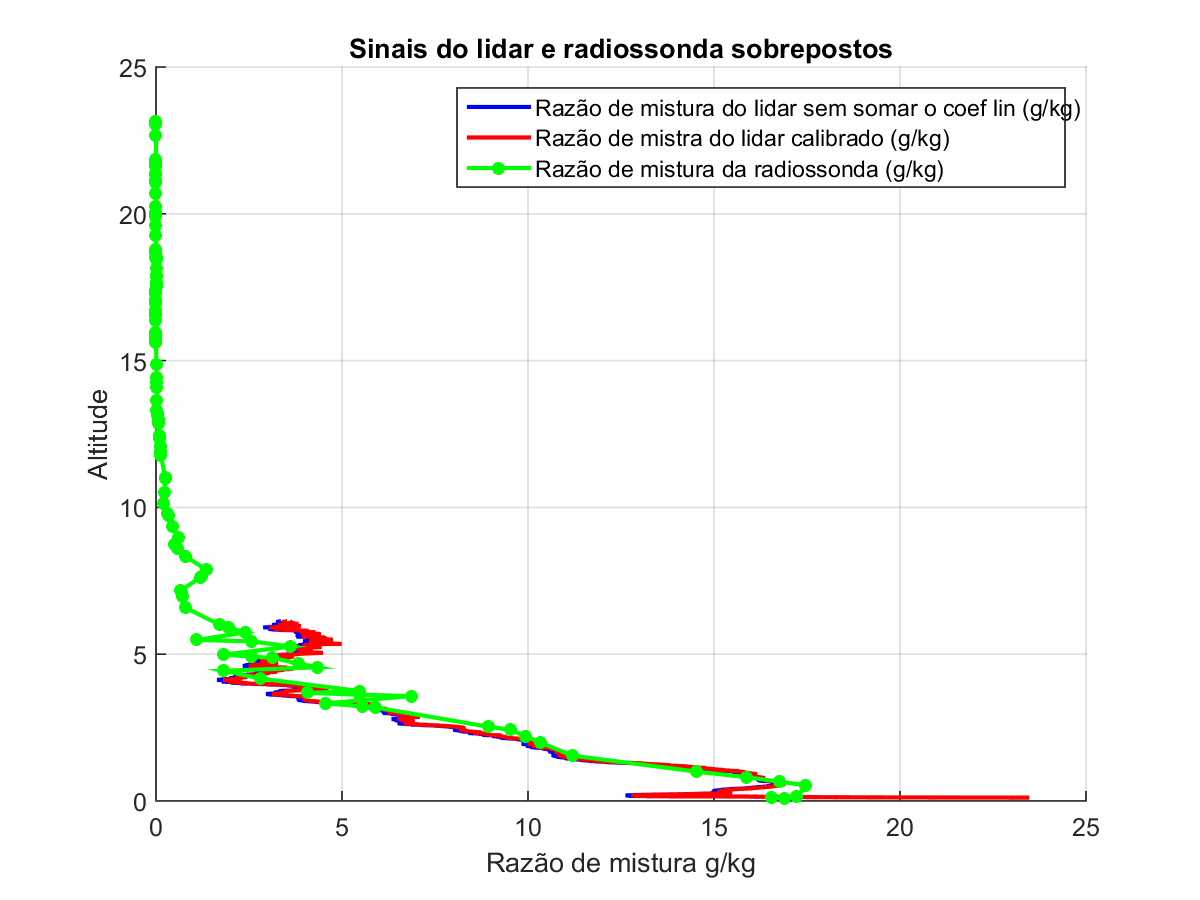 Sinais do lidar e radiossonda sobrepostos
25
Razão de mistura do lidar sem somar o coef lin (g/kg)
Razão de mistra do lidar calibrado (g/kg)
Razão de mistura da radiossonda (g/kg)
20
15
Altitude
10
5
0
0 5 10 15 20 25
Razão de mistura g/kg